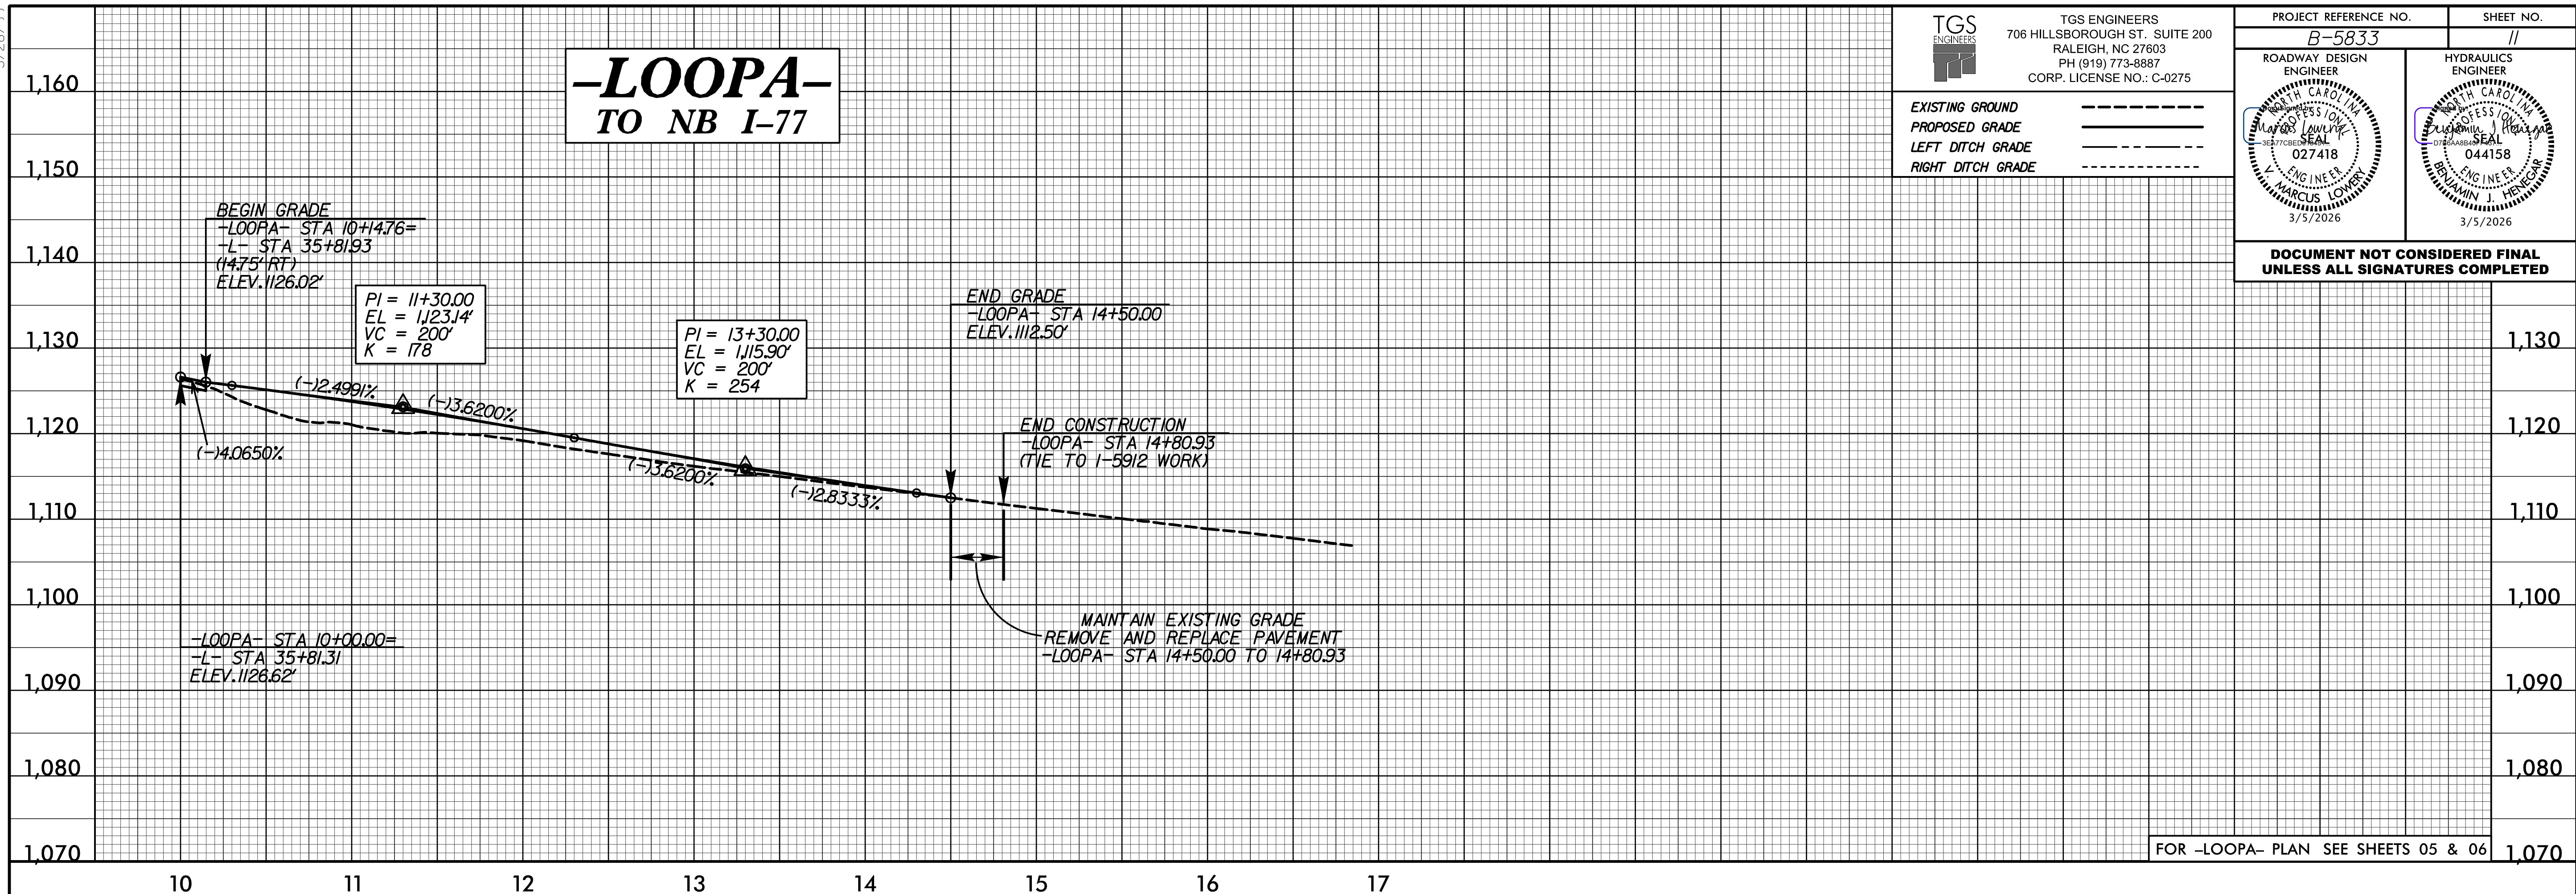 –LOOPA–
TO NB I–77
TGS
ENGINEERS
TGS ENGINEERS
706 HILLSBOROUGH ST. SUITE 200
RALEIGH, NC 27603
PH (919) 773-8887
CORP. LICENSE NO.: C-0275
PROJECT REFERENCE NO.
SHEET NO.
B-5833
11
ROADWAY DESIGN
ENGINEER
HYDRAULICS
ENGINEER
NORTH CAROLINA
PROFESSIONAL
SEAL
027418
ENGINEER
V. MARCUS LOWERY
3/5/2026
NORTH CAROLINA
PROFESSIONAL
SEAL
044158
ENGINEER
BENJAMIN J. HENEGAR
3/5/2026
DOCUMENT NOT CONSIDERED FINAL
UNLESS ALL SIGNATURES COMPLETED
EXISTING GROUND
PROPOSED GRADE
LEFT DITCH GRADE
RIGHT DITCH GRADE
1,160
1,150
1,140
1,130
1,120
1,110
1,100
1,090
1,080
1,070
BEGIN GRADE
-LOOPA- STA 10+14.76=
-L- STA 35+81.93
(14.75' RT)
ELEV.1126.02'
PI = 11+30.00
EL = 1,123.14'
VC = 200'
K = 178
PI = 13+30.00
EL = 1,115.90'
VC = 200'
K = 254
END GRADE
-LOOPA- STA 14+50.00
ELEV.1112.50'
END CONSTRUCTION
-LOOPA- STA 14+80.93
(TIE TO I-5912 WORK)
(-)2.4991%
(-)3.6200%
(-)4.0650%
(-)3.6200%
(-)2.8333%
MAINTAIN EXISTING GRADE
REMOVE AND REPLACE PAVEMENT
-LOOPA- STA 14+50.00 TO 14+80.93
-LOOPA- STA 10+00.00=
-L- STA 35+81.31
ELEV.1126.62'
1,130
1,120
1,110
1,100
1,090
1,080
1,070
FOR –LOOPA– PLAN SEE SHEETS 05 & 06
10
11
12
13
14
15
16
17